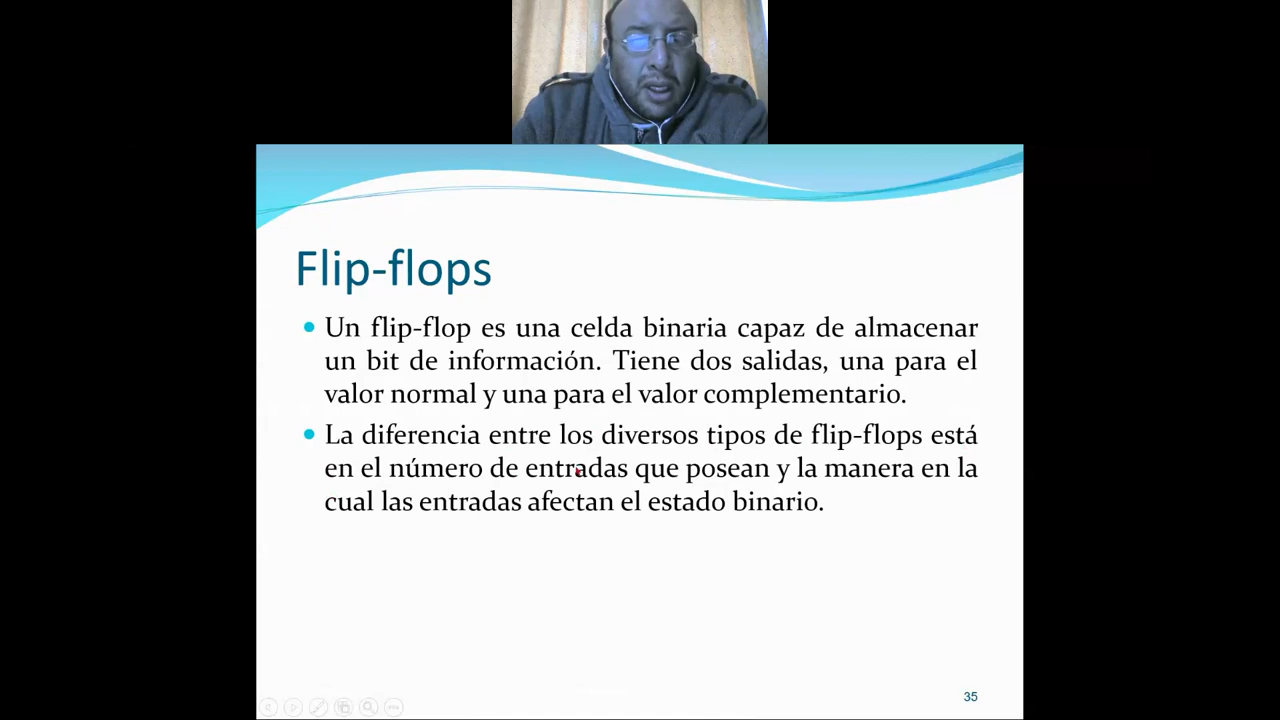 Flip-flops
Un flip-flop es una celda binaria capaz de almacenar
un bit de información. Tiene dos salidas, una para el
valor normal y una para el valor complementario.
La diferencia entre los diversos tipos de flip-flops está
en el número de entradas que posean y la manera en la
cual las entradas afectan el estado binario.
35